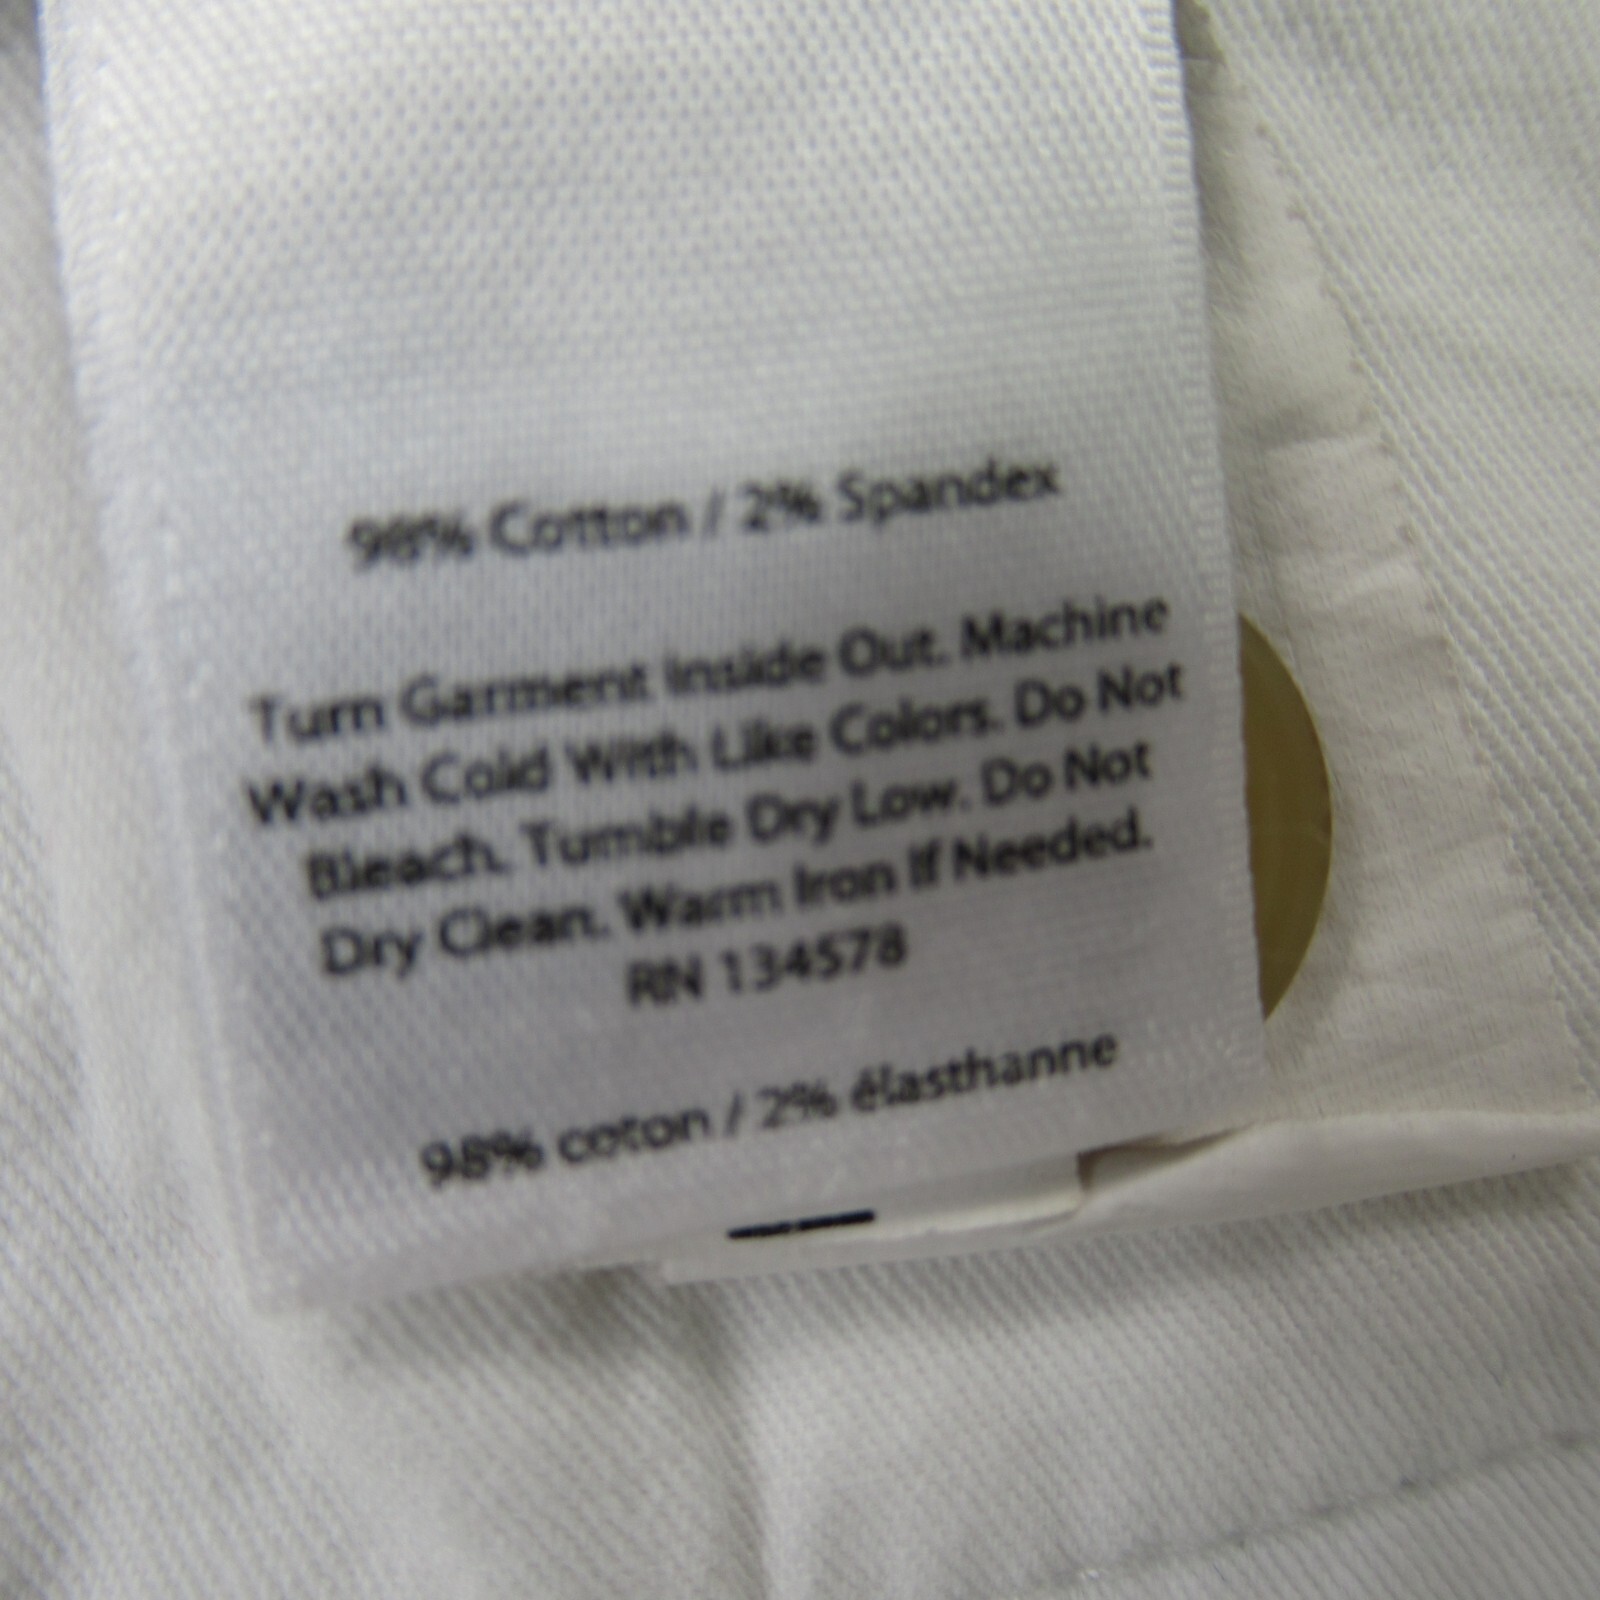 98% Cotton / 2% Spandex
Turn Garment Inside Out. Machine
Wash Cold With Like Colors. Do Not
Bleach. Tumble Dry Low. Do Not
Dry Clean. Warm Iron If Needed.
RN 134578
98% coton / 2% élasthanne